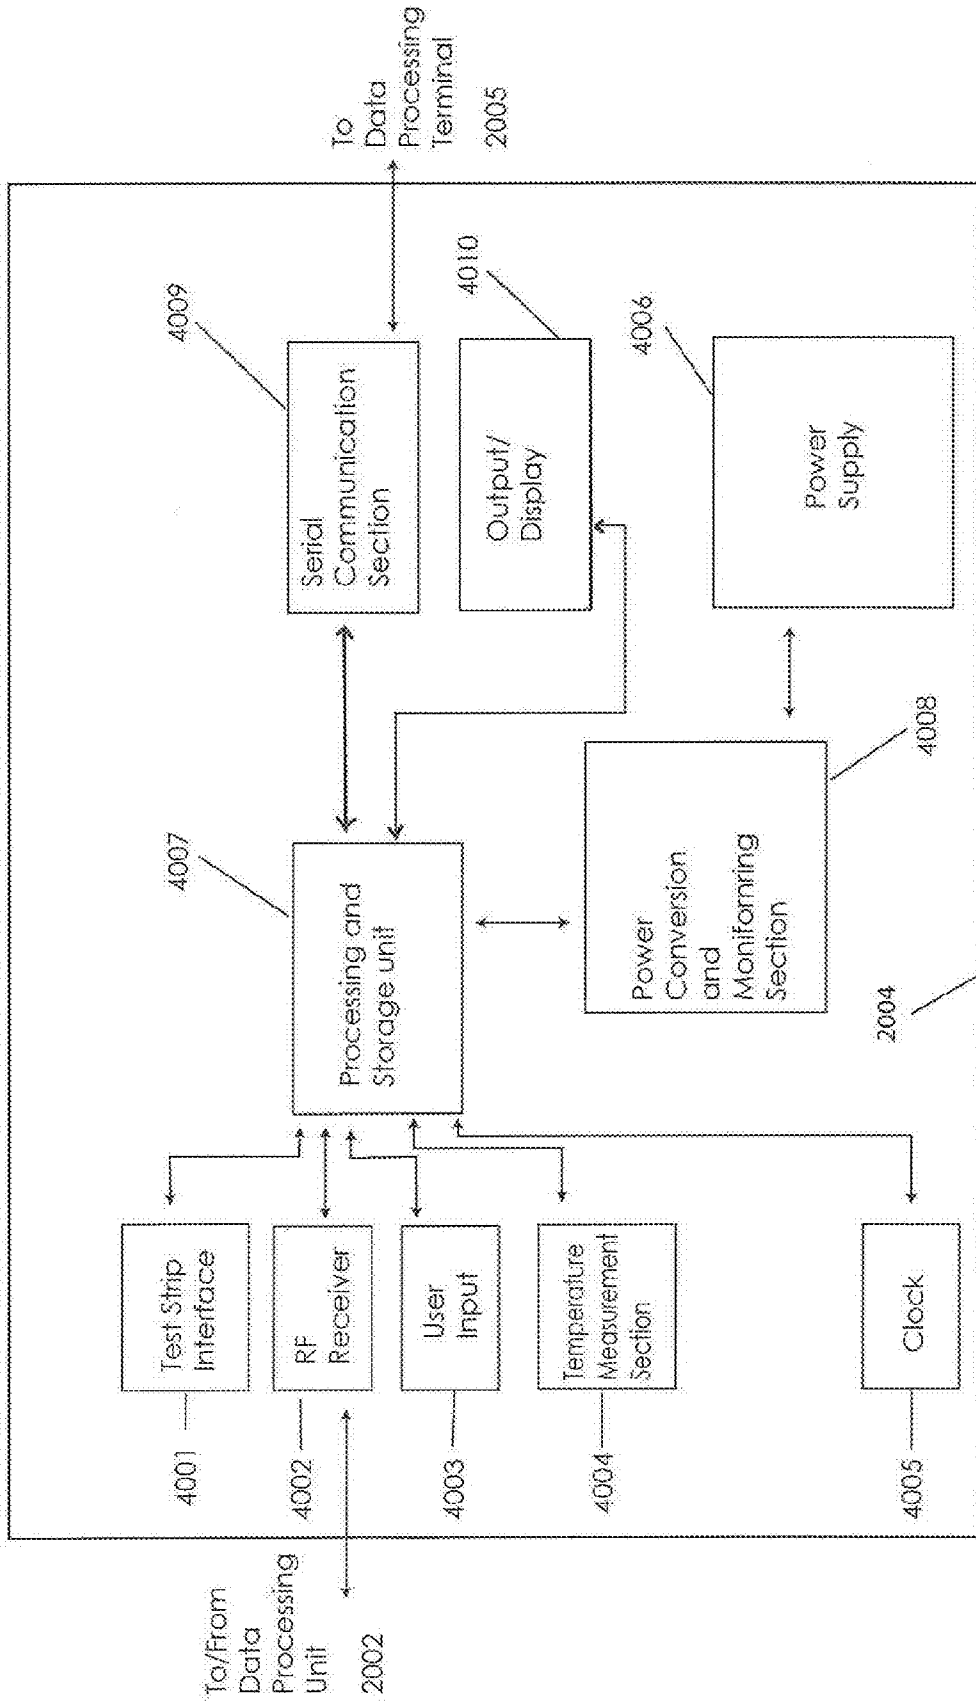 To/From
Data
Processing
Unit
2002
4001
Test Strip
Interface
4002
RF
Receiver
4003
User
Input
4004
Temperature
Measurement
Section
4005
Clock
4007
Processing and
Storage unit
Power
Conversion
and
Monifornring
Section
4008
2004
4009
Serial
Communication
Section
4010
Output/
Display
4006
Power
Supply
To
Data
Processing
Terminal
2005